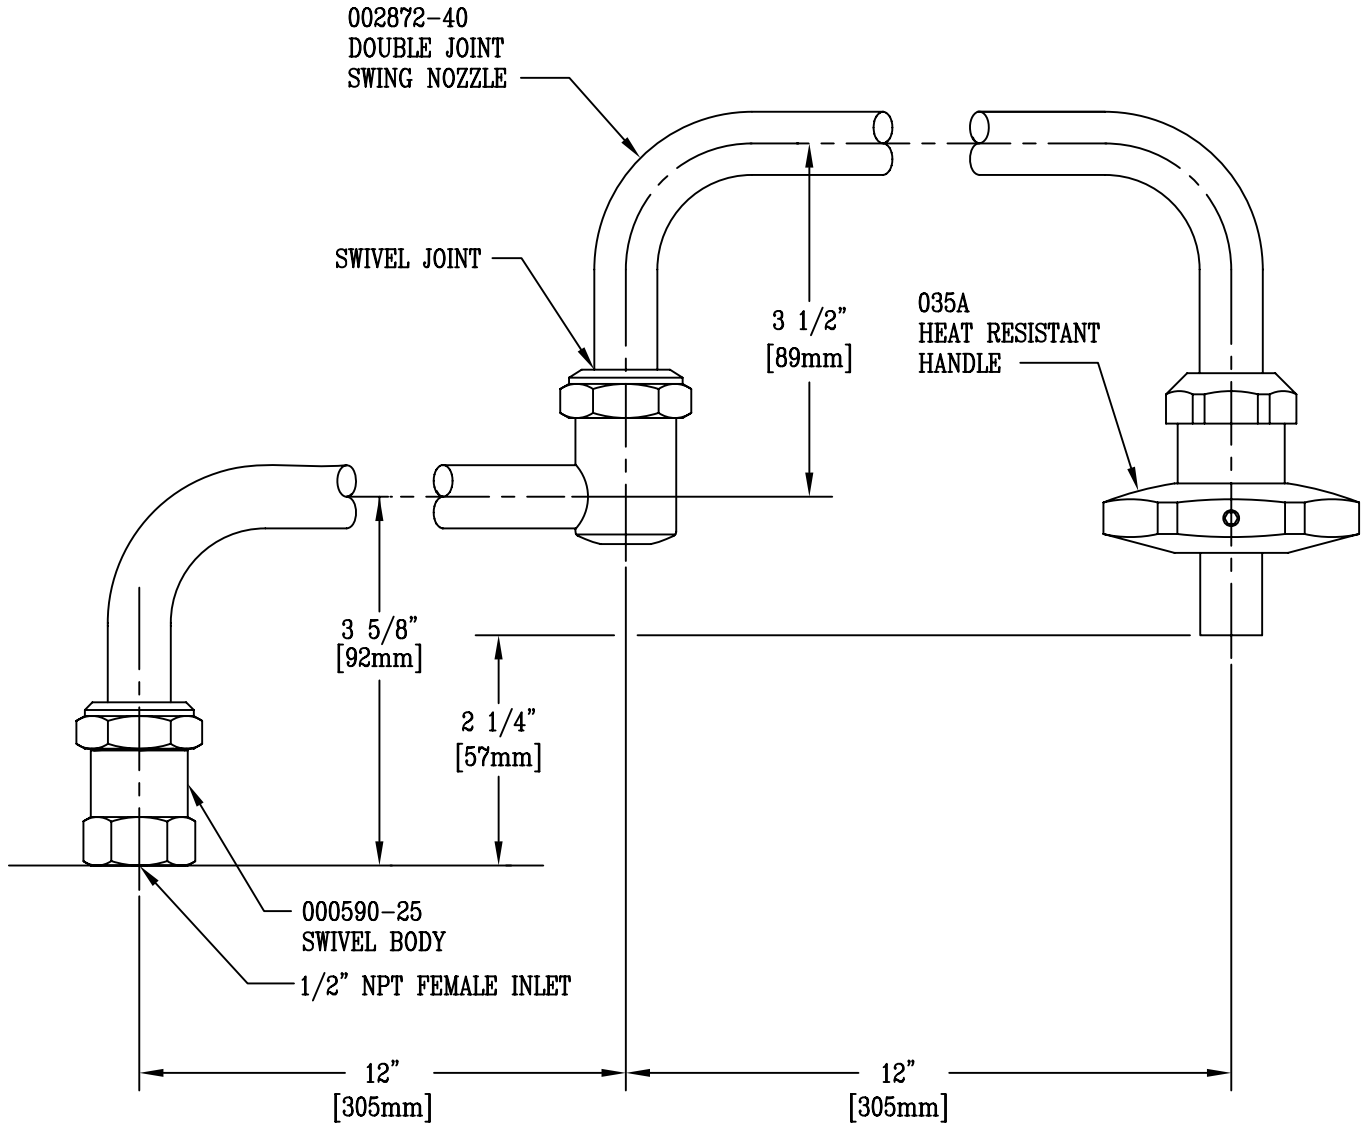 002872-40
DOUBLE JOINT
SWING NOZZLE
SWIVEL JOINT
3 1/2"
[89mm]
035A
HEAT RESISTANT
HANDLE
3 5/8"
[92mm]
2 1/4"
[57mm]
000590-25
SWIVEL BODY
1/2" NPT FEMALE INLET
12"
[305mm]
12"
[305mm]